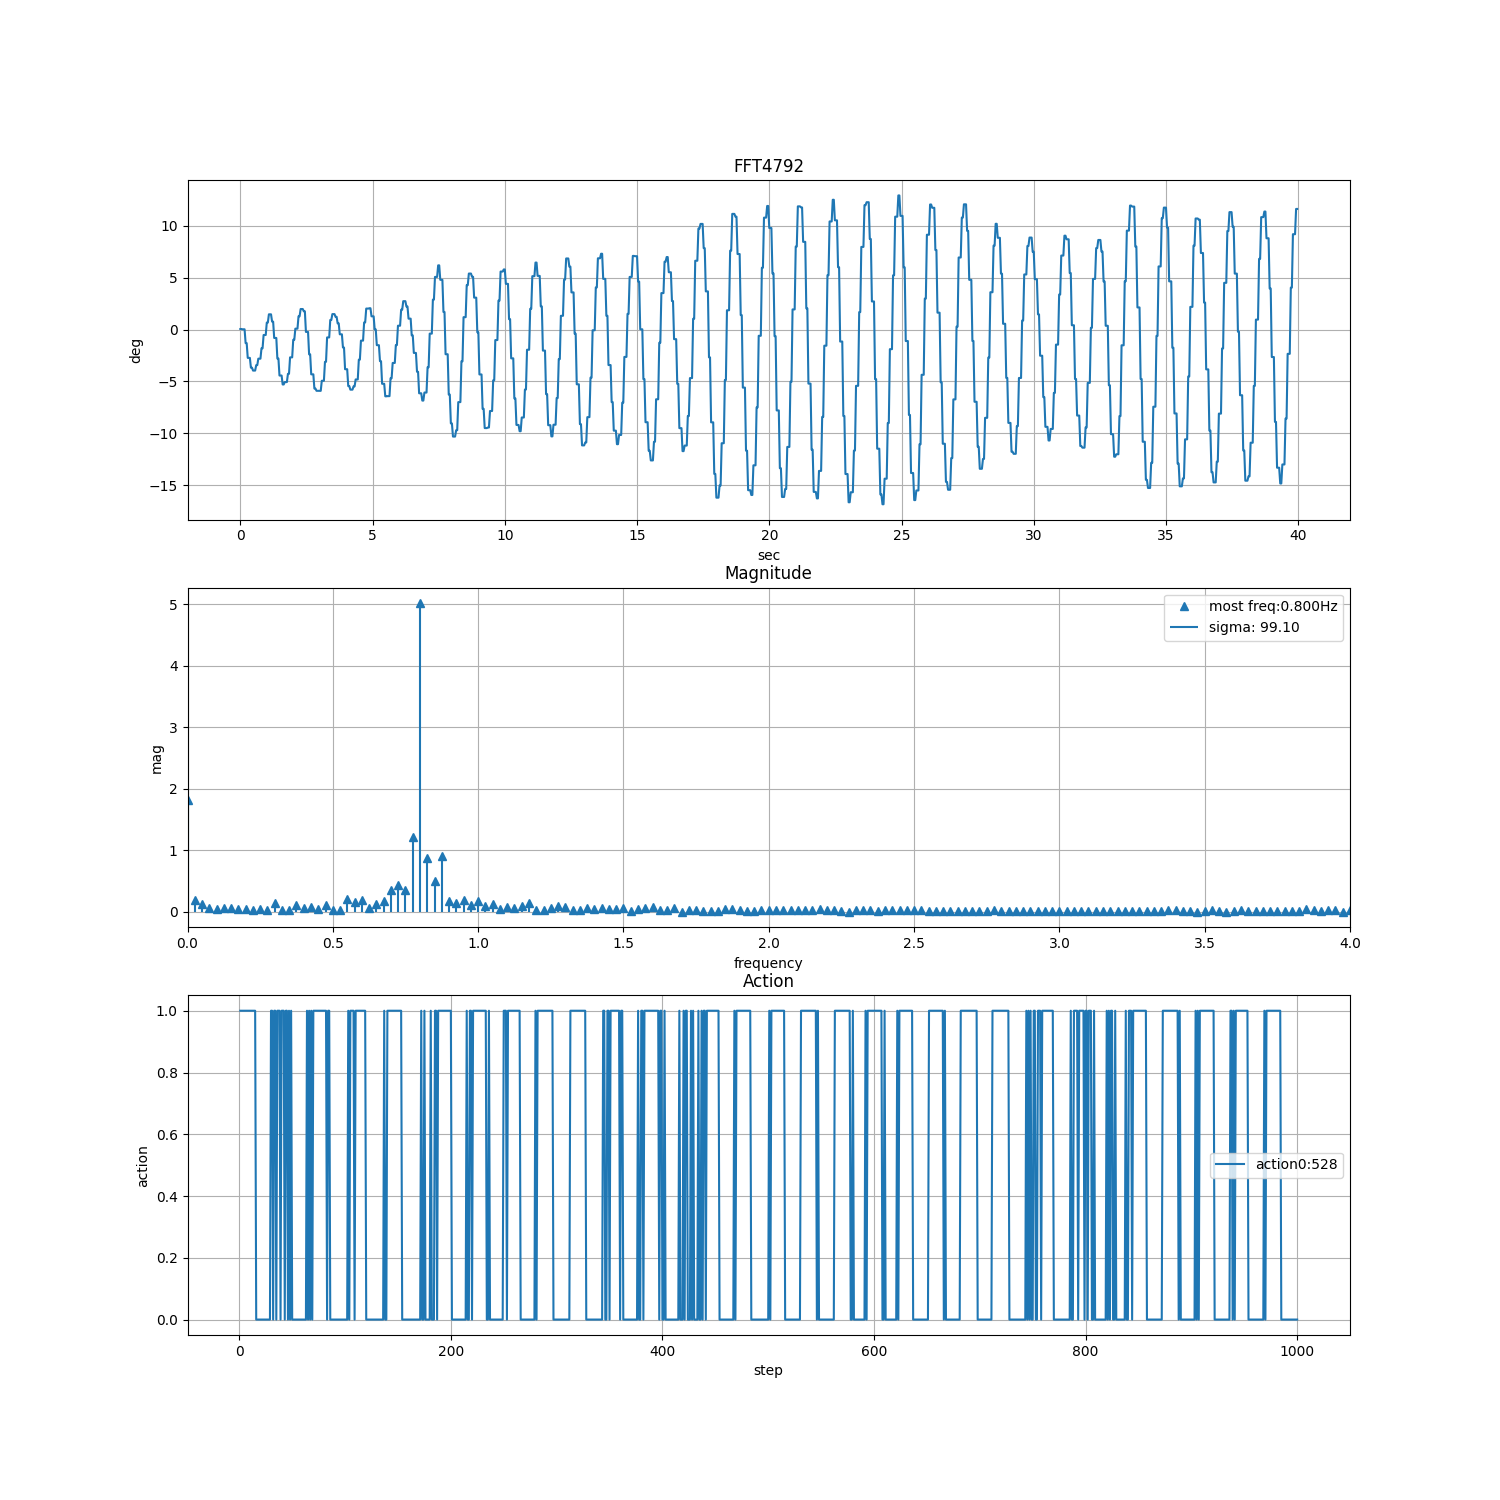 FFT4792
10
5
0
−5
−10
−15
deg
0 5 10 15 20 25 30 35 40
sec
Magnitude
5
4
3
2
1
0
mag
most freq:0.800Hz
sigma: 99.10
0.0 0.5 1.0 1.5 2.0 2.5 3.0 3.5 4.0
frequency
Action
1.0
0.8
0.6
0.4
0.2
0.0
action
action0:528
0 200 400 600 800 1000
step